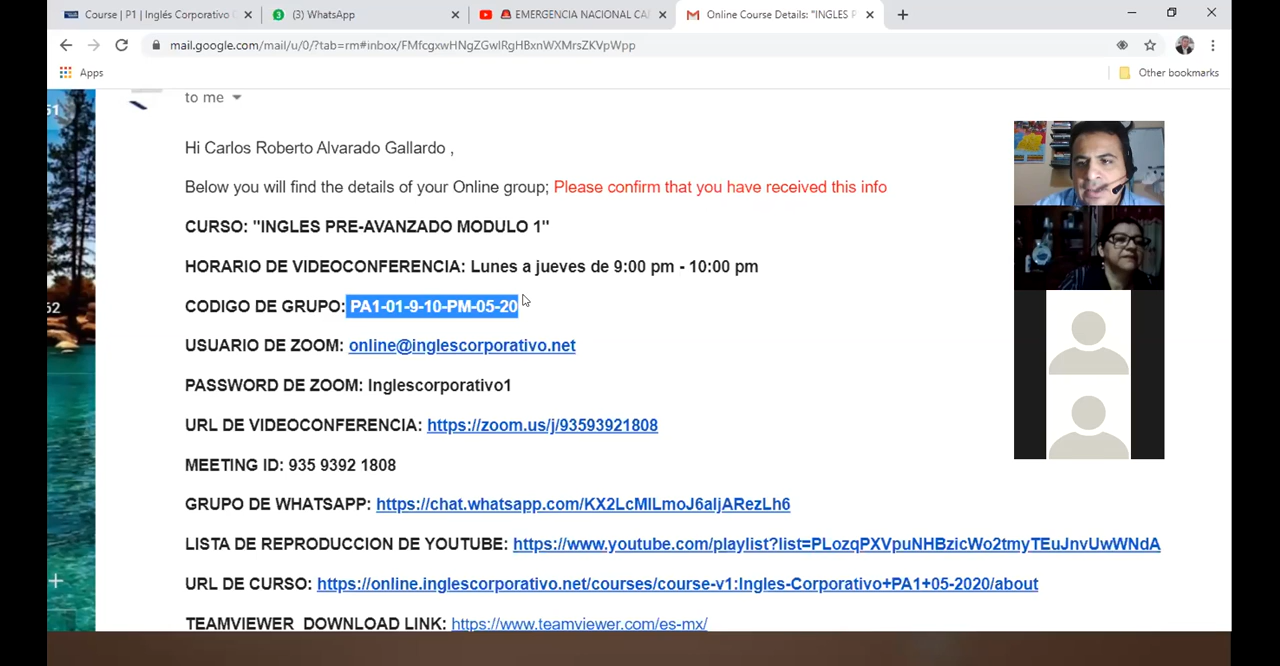 Course | P1 | Inglés Corporativo
(3) WhatsApp
EMERGENCIA NACIONAL
Online Course Details: "INGLES
mail.google.com/mail/u/0/?tab=rm#inbox/FMfcgxwHNgZGwlRgHBxnWXMrsZKVpWpp
Apps
Other bookmarks
51
to me
Hi Carlos Roberto Alvarado Gallardo ,
Below you will find the details of your Online group; Please confirm that you have received this info
CURSO: "INGLES PRE-AVANZADO MODULO 1"
HORARIO DE VIDEOCONFERENCIA: Lunes a jueves de 9:00 pm - 10:00 pm
CODIGO DE GRUPO: PA1-01-9-10-PM-05-20
52
USUARIO DE ZOOM: online@inglescorporativo.net
PASSWORD DE ZOOM: Inglescorporativo1
URL DE VIDEOCONFERENCIA: https://zoom.us/j/93593921808
MEETING ID: 935 9392 1808
GRUPO DE WHATSAPP: https://chat.whatsapp.com/KX2LcMILmoJ6aljARezLh6
LISTA DE REPRODUCCION DE YOUTUBE: https://www.youtube.com/playlist?list=PLozqPXVpuNHBzicWo2tmyTEuJnvUwWNdA
URL DE CURSO: https://online.inglescorporativo.net/courses/course-v1:Ingles-Corporativo+PA1+05-2020/about
TEAMVIEWER DOWNLOAD LINK: https://www.teamviewer.com/es-mx/